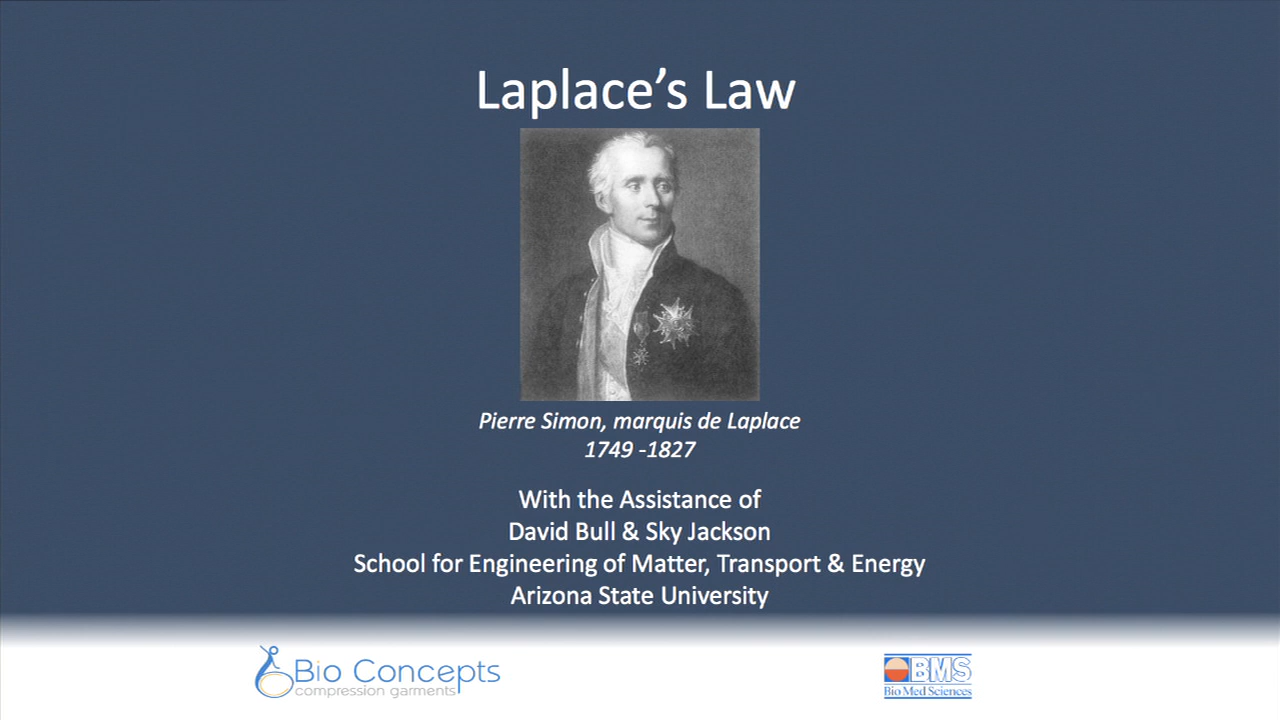 Laplace’s Law
Pierre Simon, marquis de Laplace
1749 -1827
With the Assistance of
David Bull & Sky Jackson
School for Engineering of Matter, Transport & Energy
Arizona State University
Bio Concepts
compression garments
BMS
Bio Med Sciences